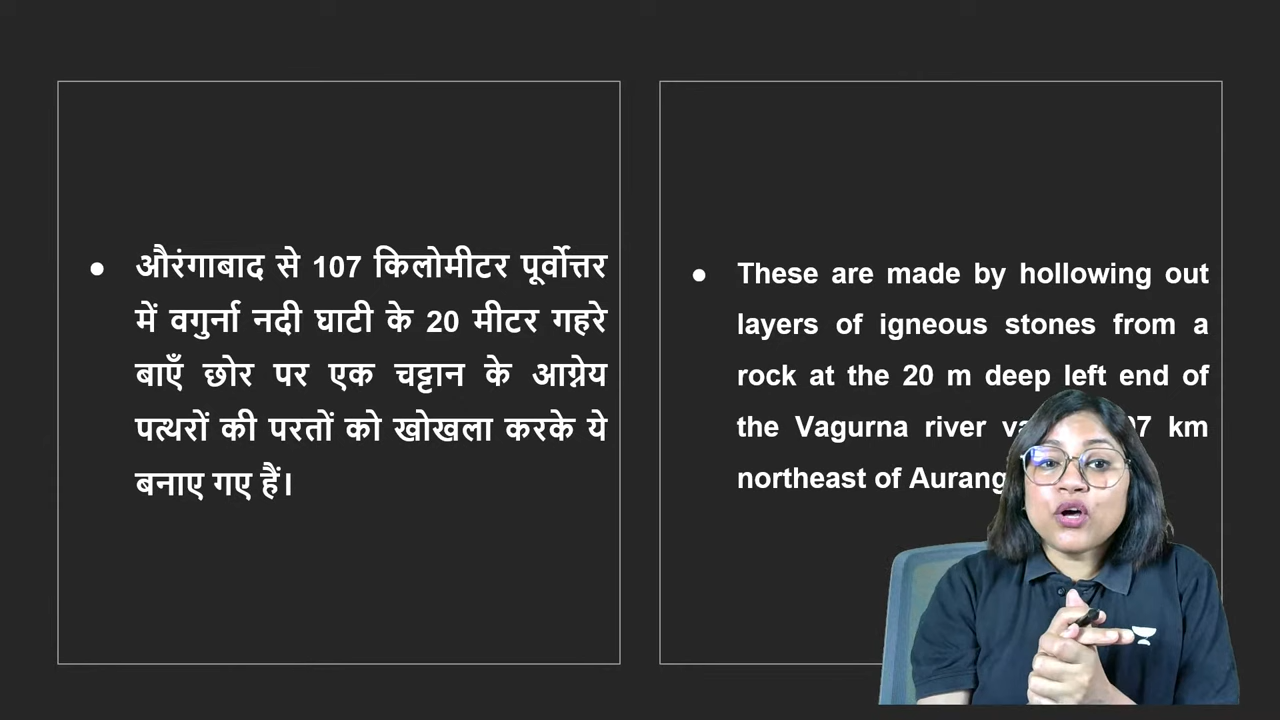 ● औरंगाबाद से 107 किलोमीटर पूर्वोत्तर
में वगुर्ना नदी घाटी के 20 मीटर गहरे
बाएँ छोर पर एक चट्टान के आग्नेय
पत्थरों की परतों को खोखला करके ये
बनाए गए हैं।
● These are made by hollowing out
layers of igneous stones from a
rock at the 20 m deep left end of
the Vagurna river km
northeast of